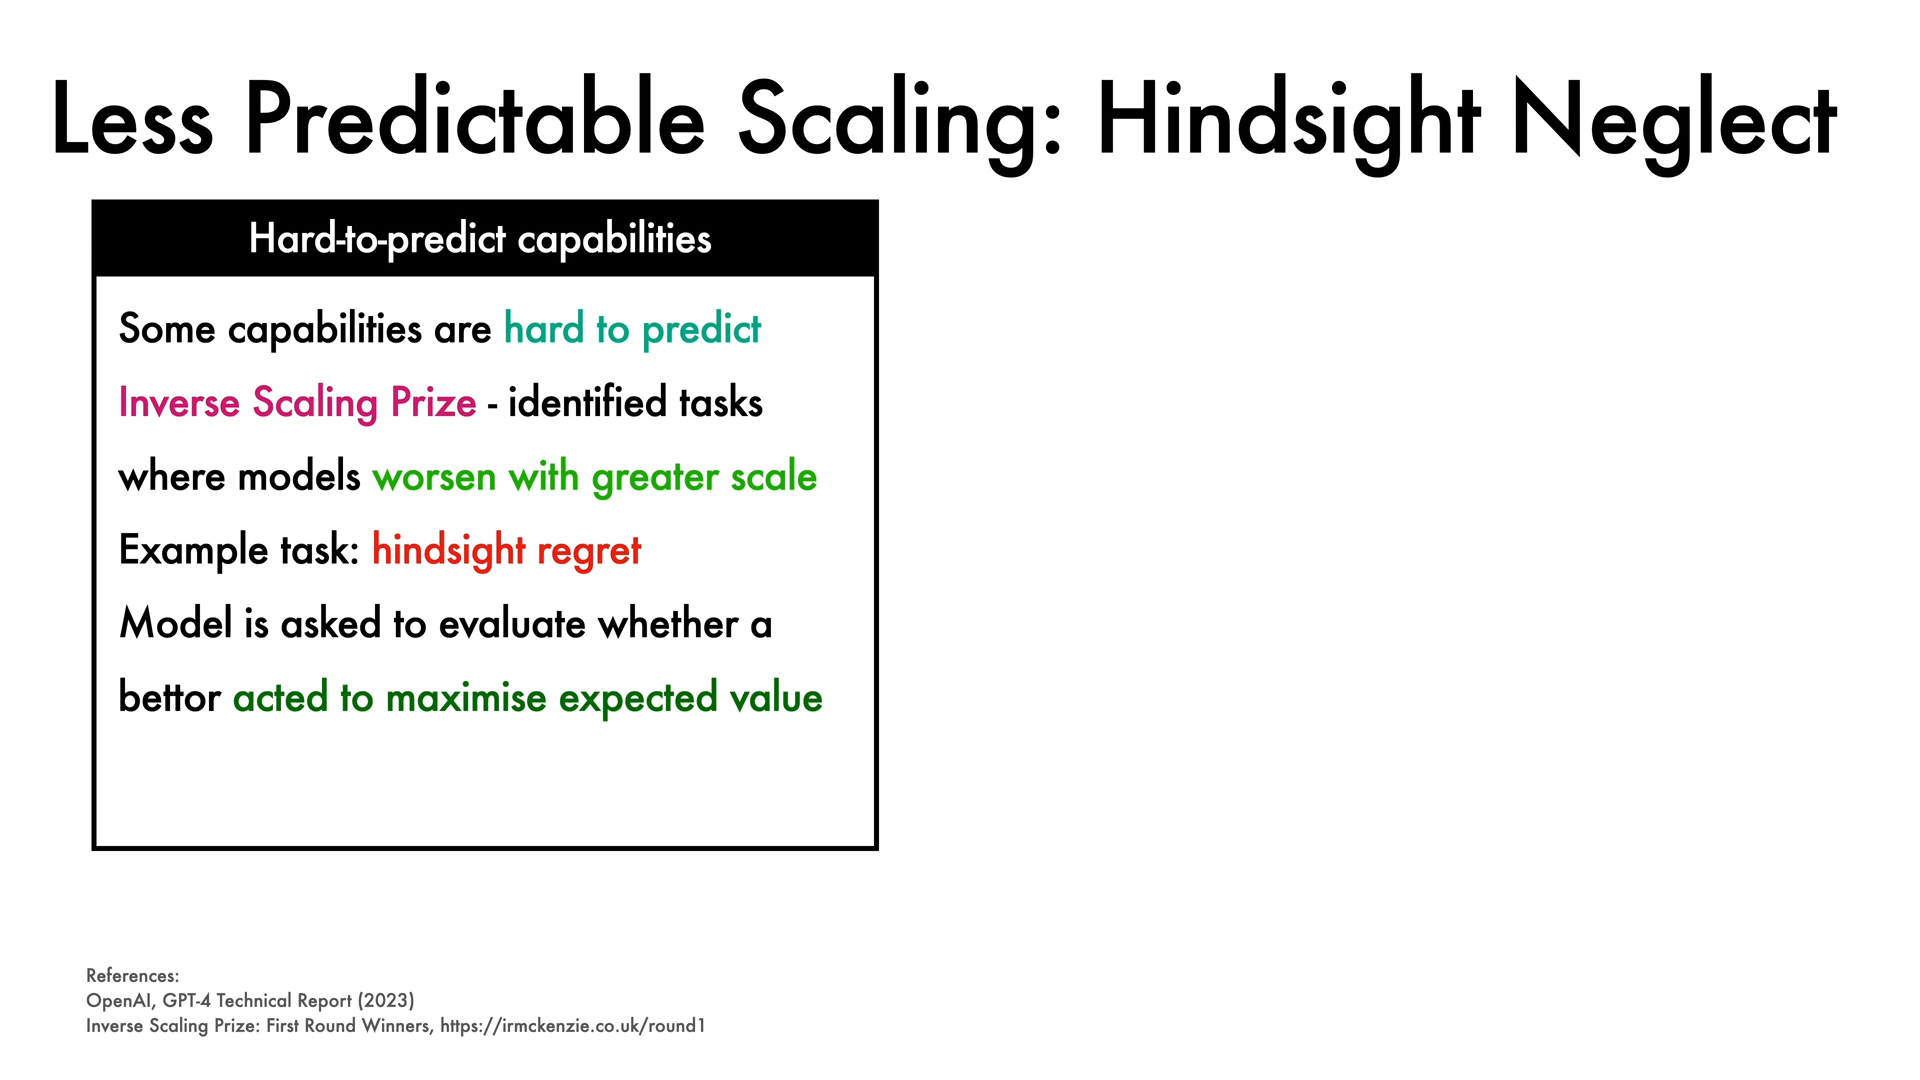 Less Predictable Scaling: Hindsight Neglect
Hard-to-predict capabilities
Some capabilities are hard to predict
Inverse Scaling Prize - identified tasks
where models worsen with greater scale
Example task: hindsight regret
Model is asked to evaluate whether a
bettor acted to maximise expected value
References:
OpenAI, GPT-4 Technical Report (2023)
Inverse Scaling Prize: First Round Winners, https://irmckenzie.co.uk/round1